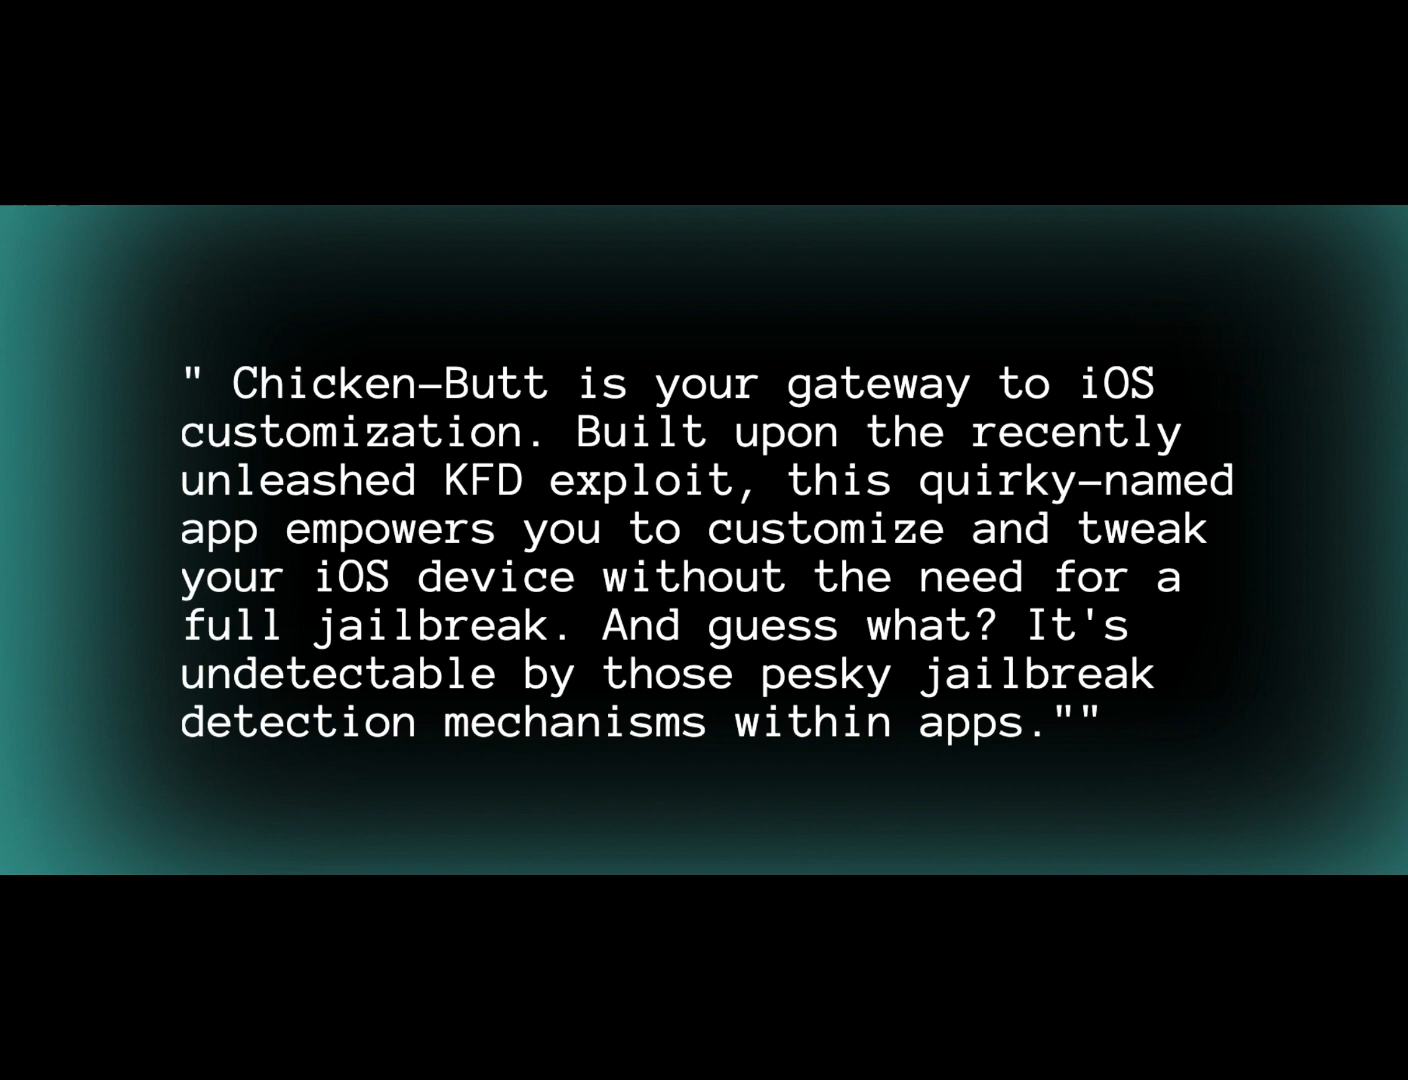 " Chicken-Butt is your gateway to iOS
customization. Built upon the recently
unleashed KFD exploit, this quirky-named
app empowers you to customize and tweak
your iOS device without the need for a
full jailbreak. And guess what? It's
undetectable by those pesky jailbreak
detection mechanisms within apps.""